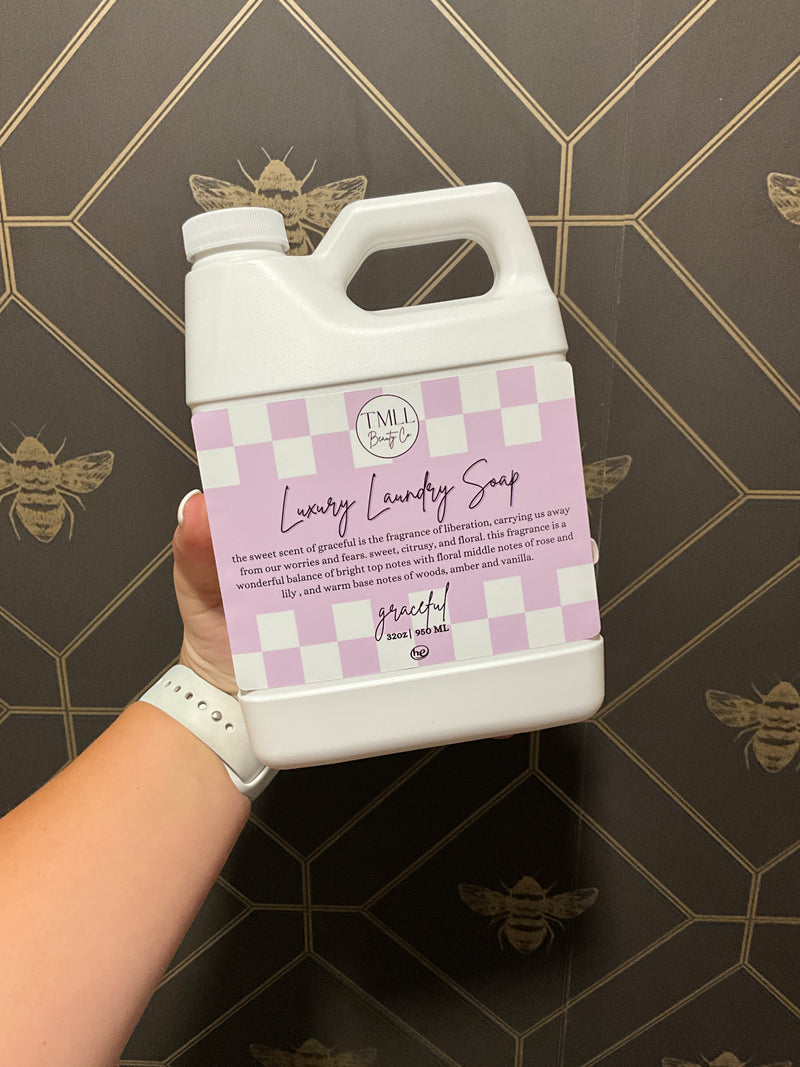 TMLL
Beauty Co
Luxury Laundry Soap
the sweet scent of graceful is the fragrance of liberation, carrying us away
from our worries and fears. sweet, citrusy, and floral. this fragrance is a
wonderful balance of bright top notes with floral middle notes of rose and
lily , and warm base notes of woods, amber and vanilla.
graceful
32oz| 950 ML
he